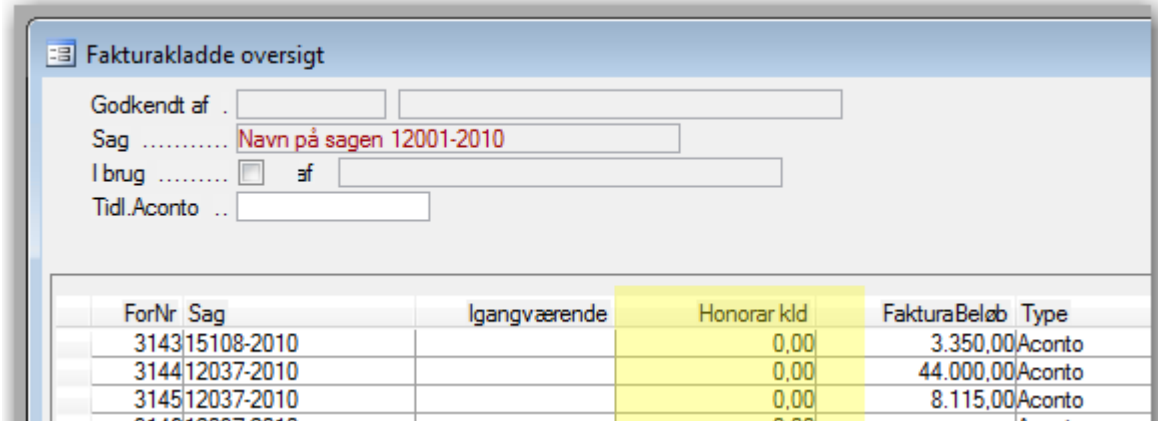 Fakturakladde oversigt
Godkendt af .
Sag ........... Navn på sagen 12001-2010
I brug ......... af
Tidl.Aconto ..
ForNr Sag Igangværende Honorar kld FakturaBeløb Type
3143 15108-2010 0,00 3.350,00 Aconto
3144 12037-2010 0,00 44.000,00 Aconto
3145 12037-2010 0,00 8.115,00 Aconto